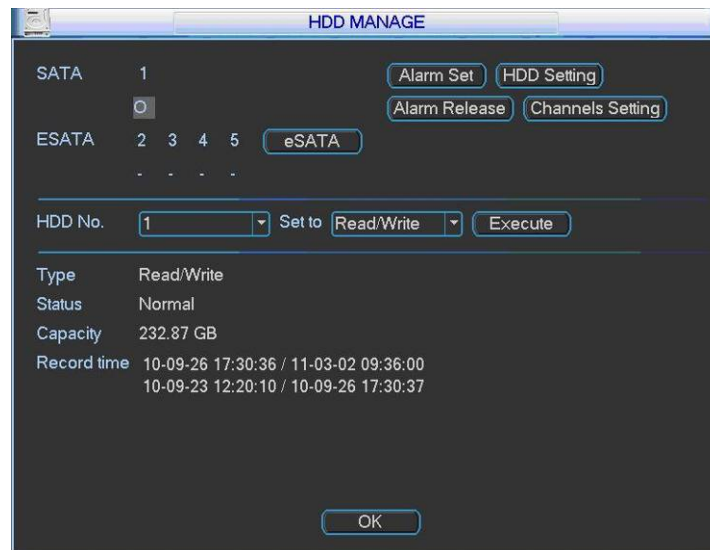 HDD MANAGE
SATA 1 Alarm Set HDD Setting
O Alarm Release Channels Setting
ESATA 2 3 4 5 eSATA
- - - -
HDD No. 1 Set to Read/Write Execute
Type Read/Write
Status Normal
Capacity 232.87 GB
Record time 10-09-26 17:30:36 / 11-03-02 09:36:00
10-09-23 12:20:10 / 10-09-26 17:30:37
OK